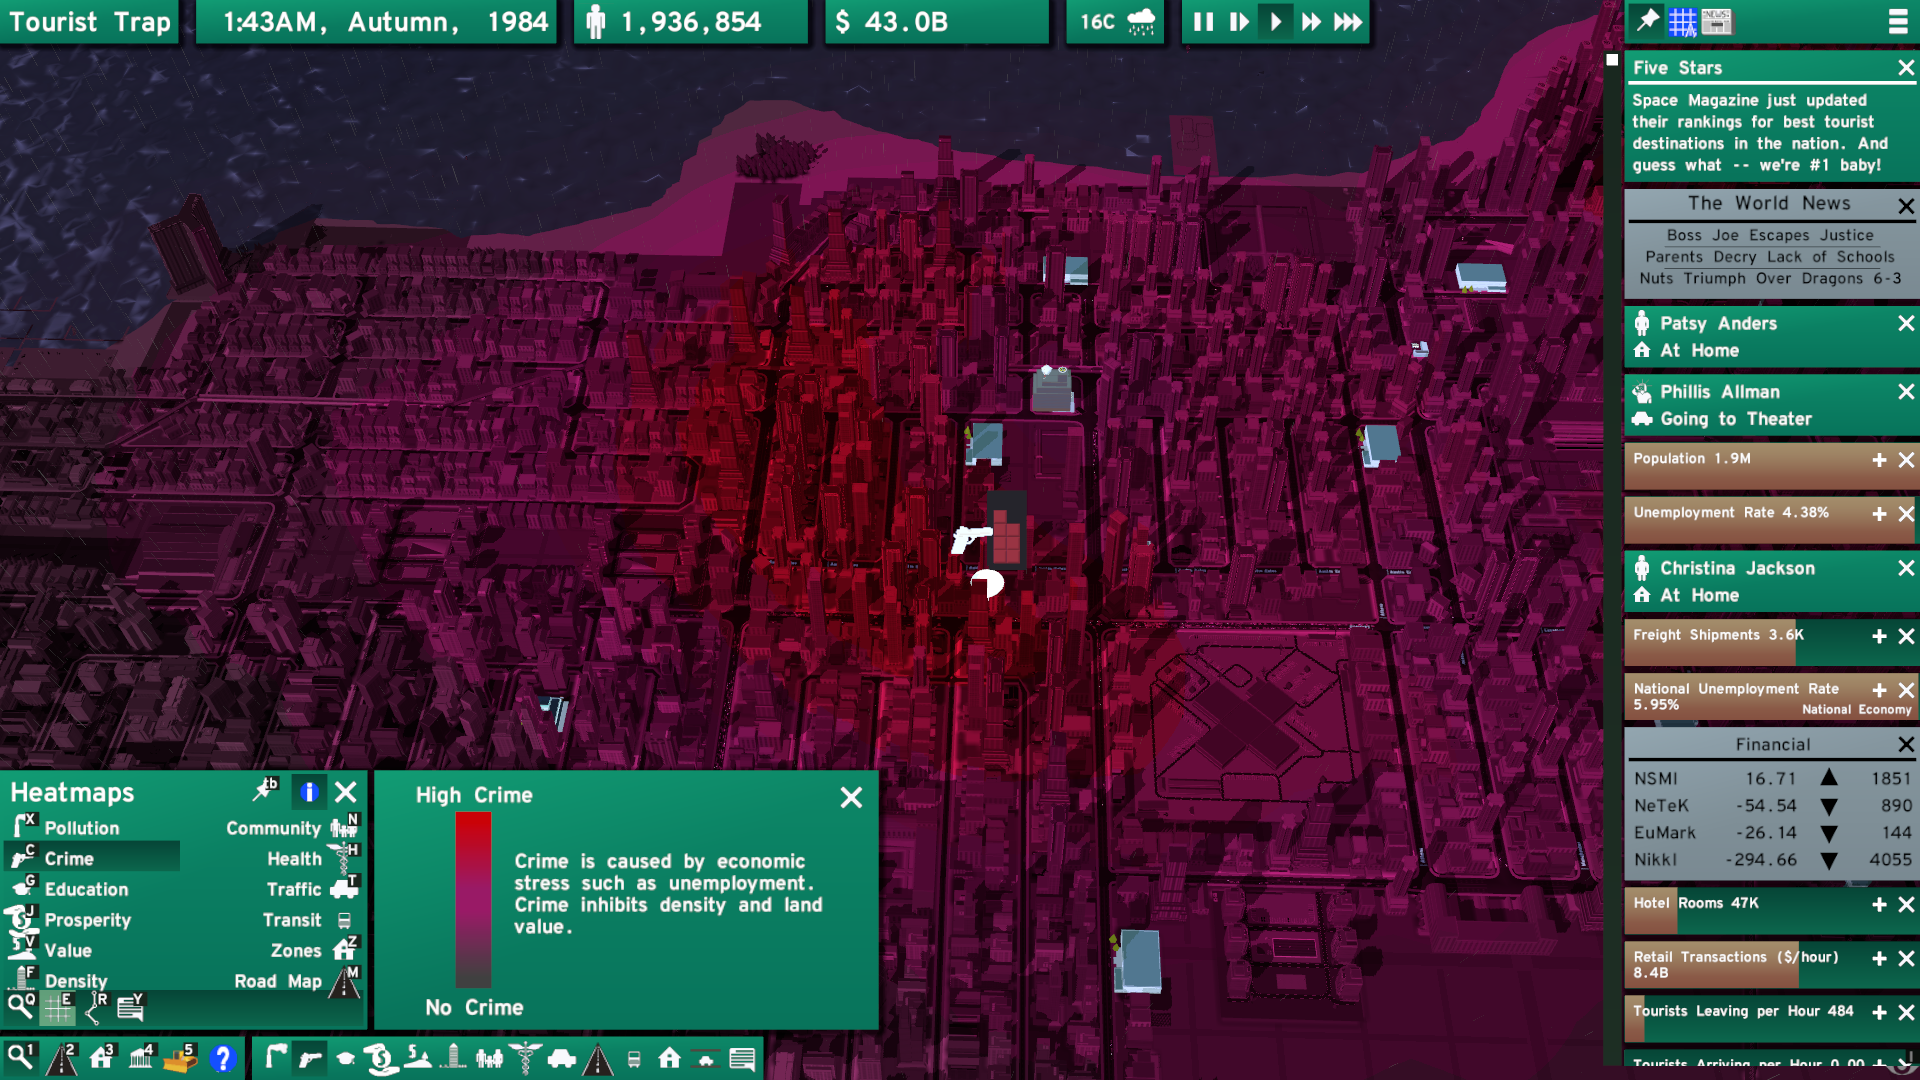 Tourist Trap
1:43AM, Autumn, 1984
1,936,854
$ 43.0B
16C
NEWS
Five Stars
Space Magazine just updated
their rankings for best tourist
destinations in the nation. And
guess what -- we're #1 baby!
The World News
Boss Joe Escapes Justice
Parents Decry Lack of Schools
Nuts Triumph Over Dragons 6-3
Patsy Anders
At Home
Phillis Allman
Going to Theater
Population 1.9M
Unemployment Rate 4.38%
Christina Jackson
At Home
Freight Shipments 3.6K
National Unemployment Rate
5.95%
National Economy
Financial
NSMI 16.71 ▲ 1851
NeTeK -54.54 ▼ 890
EuMark -26.14 ▼ 144
NikkI -294.66 ▼ 4055
Hotel Rooms 47K
Retail Transactions ($/hour)
8.4B
Tourists Leaving per Hour 484
Tourists Arriving per Hour 0.00
Heatmaps
tb
i
X Pollution
Community N
C Crime
Health H
G Education
Traffic T
J Prosperity
Transit
V Value
Zones Z
F Density
Road Map M
Q E R Y
High Crime
Crime is caused by economic
stress such as unemployment.
Crime inhibits density and land
value.
No Crime
1 2 3 4 5 ?